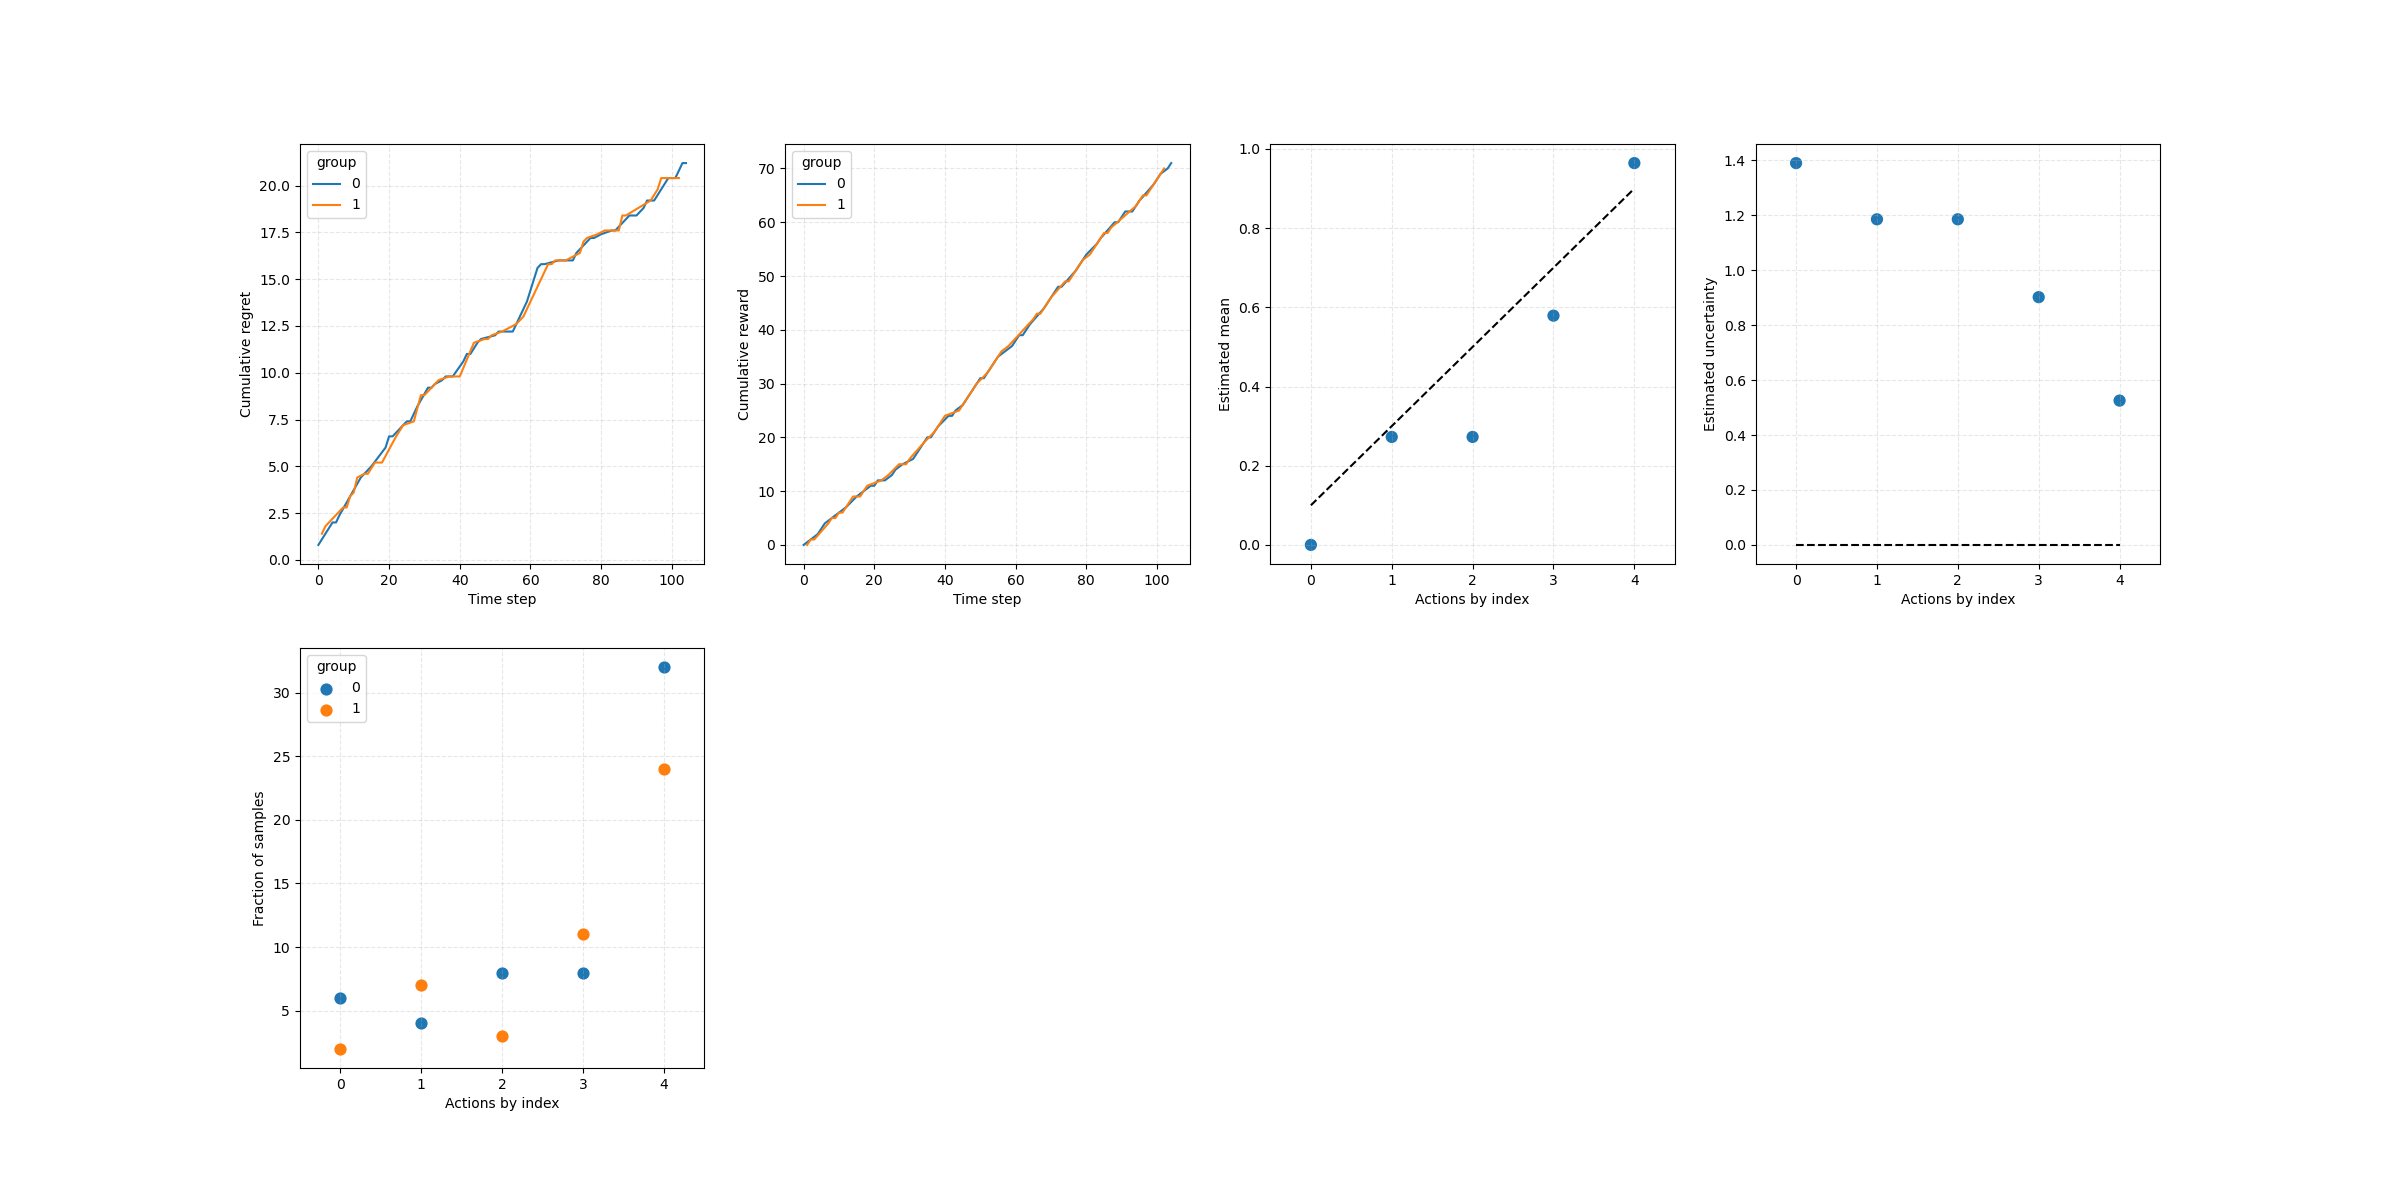 group
0
1
20.0
17.5
15.0
12.5
10.0
7.5
5.0
2.5
0.0
Cumulative regret
0 20 40 60 80 100
Time step
group
0
1
70
60
50
40
30
20
10
0
Cumulative reward
0 20 40 60 80 100
Time step
1.0
0.8
0.6
0.4
0.2
0.0
Estimated mean
0 1 2 3 4
Actions by index
1.4
1.2
1.0
0.8
0.6
0.4
0.2
0.0
Estimated uncertainty
0 1 2 3 4
Actions by index
group
0
1
30
25
20
15
10
5
Fraction of samples
0 1 2 3 4
Actions by index